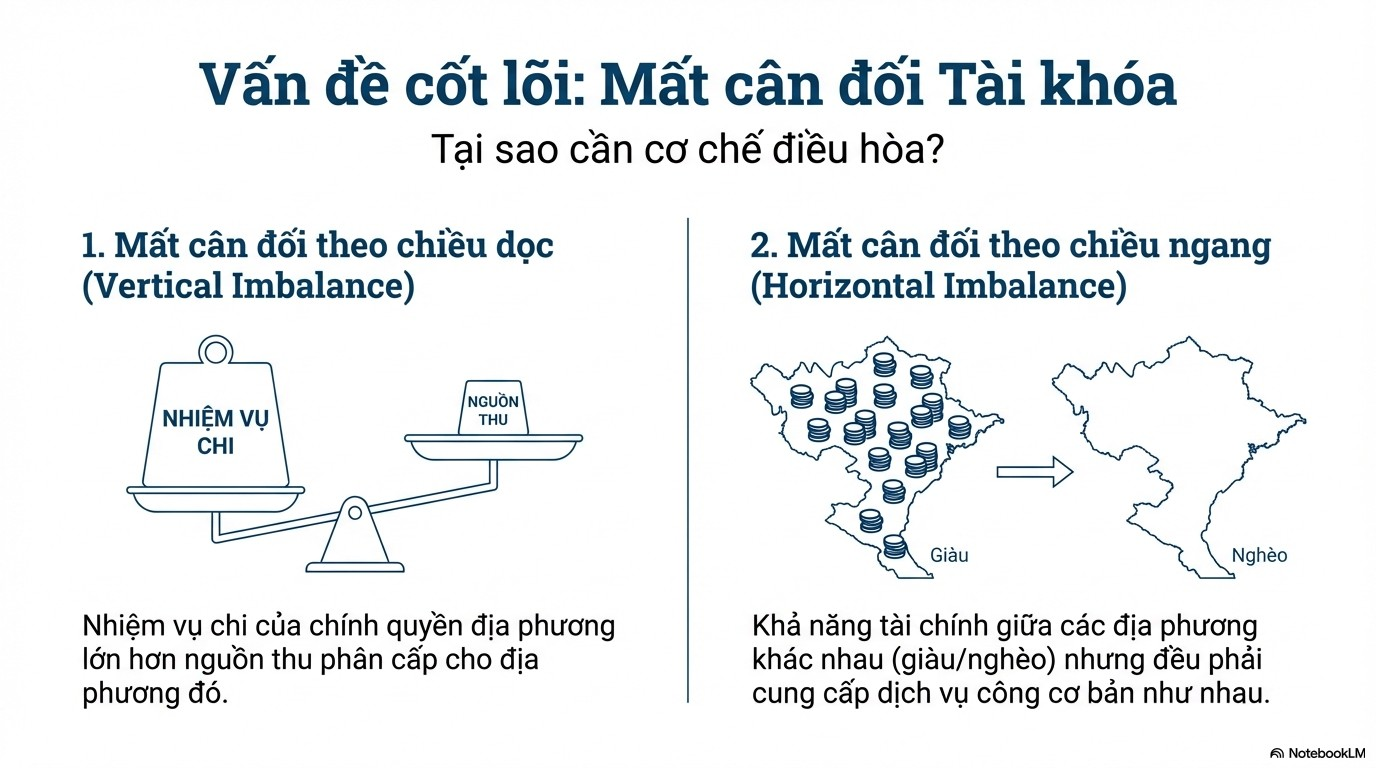 Vấn đề cốt lõi: Mất cân đối Tài khóa
Tại sao cần cơ chế điều hòa?
1. Mất cân đối theo chiều dọc
(Vertical Imbalance)
NHIỆM VỤ
CHI
NGUỒN
THU
Nhiệm vụ chi của chính quyền địa phương
lớn hơn nguồn thu phân cấp cho địa
phương đó.
2. Mất cân đối theo chiều ngang
(Horizontal Imbalance)
Giàu
Nghèo
Khả năng tài chính giữa các địa phương
khác nhau (giàu/nghèo) nhưng đều phải
cung cấp dịch vụ công cơ bản như nhau.
NotebookLM